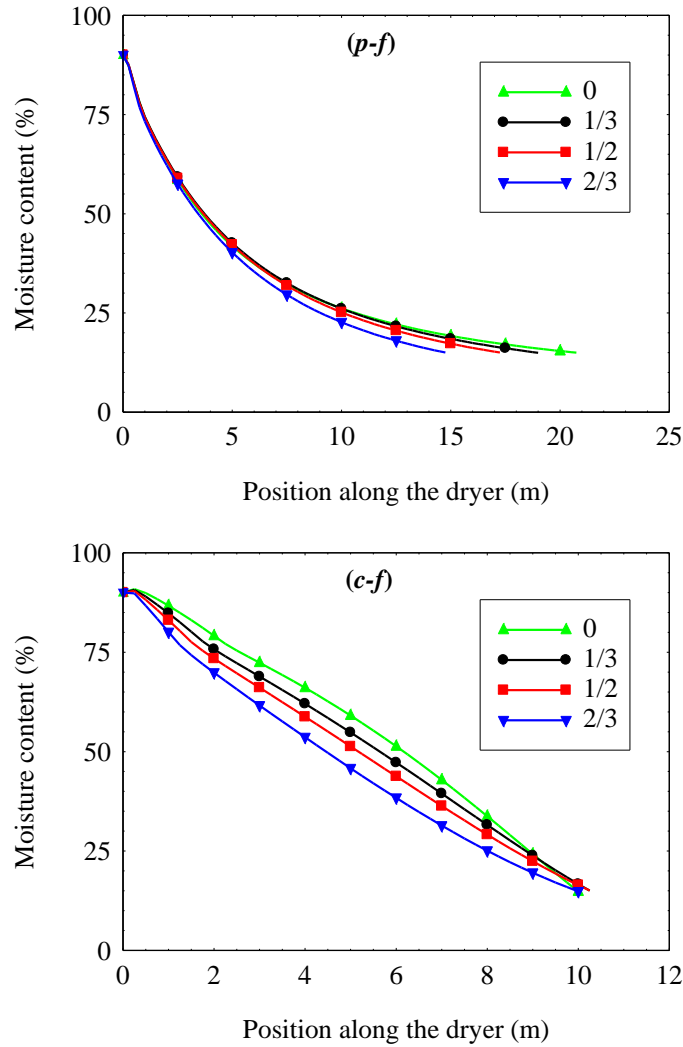 (p-f)
100
75
50
25
0
Moisture content (%)
0
1/3
1/2
2/3
0 5 10 15 20 25
Position along the dryer (m)
(c-f)
100
75
50
25
0
Moisture content (%)
0
1/3
1/2
2/3
0 2 4 6 8 10 12
Position along the dryer (m)